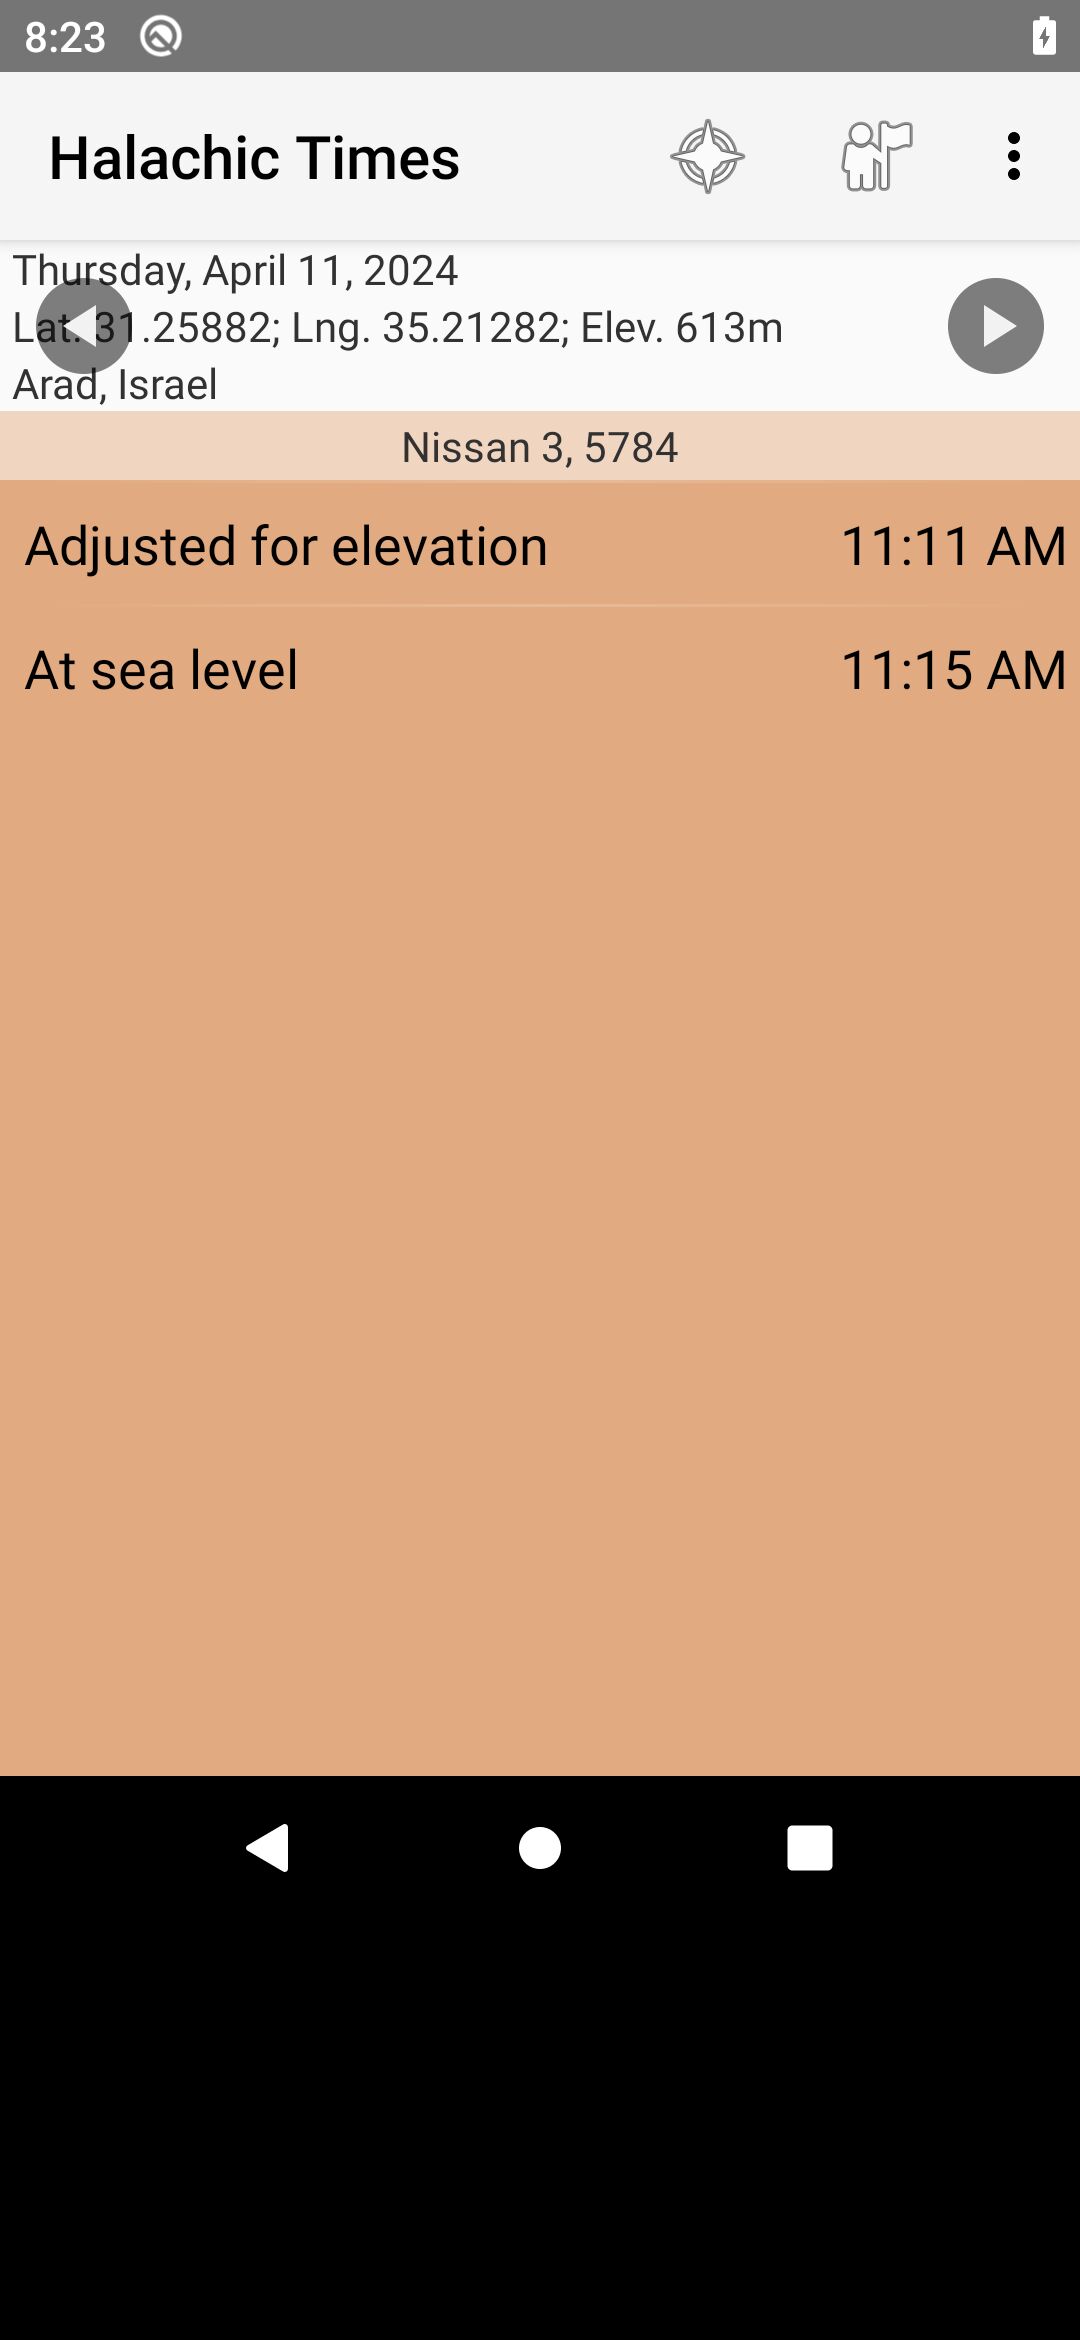 8:23
Halachic Times
Thursday, April 11, 2024
Lat. 31.25882; Lng. 35.21282; Elev. 613m
Arad, Israel
Nissan 3, 5784
Adjusted for elevation 11:11 AM
At sea level 11:15 AM